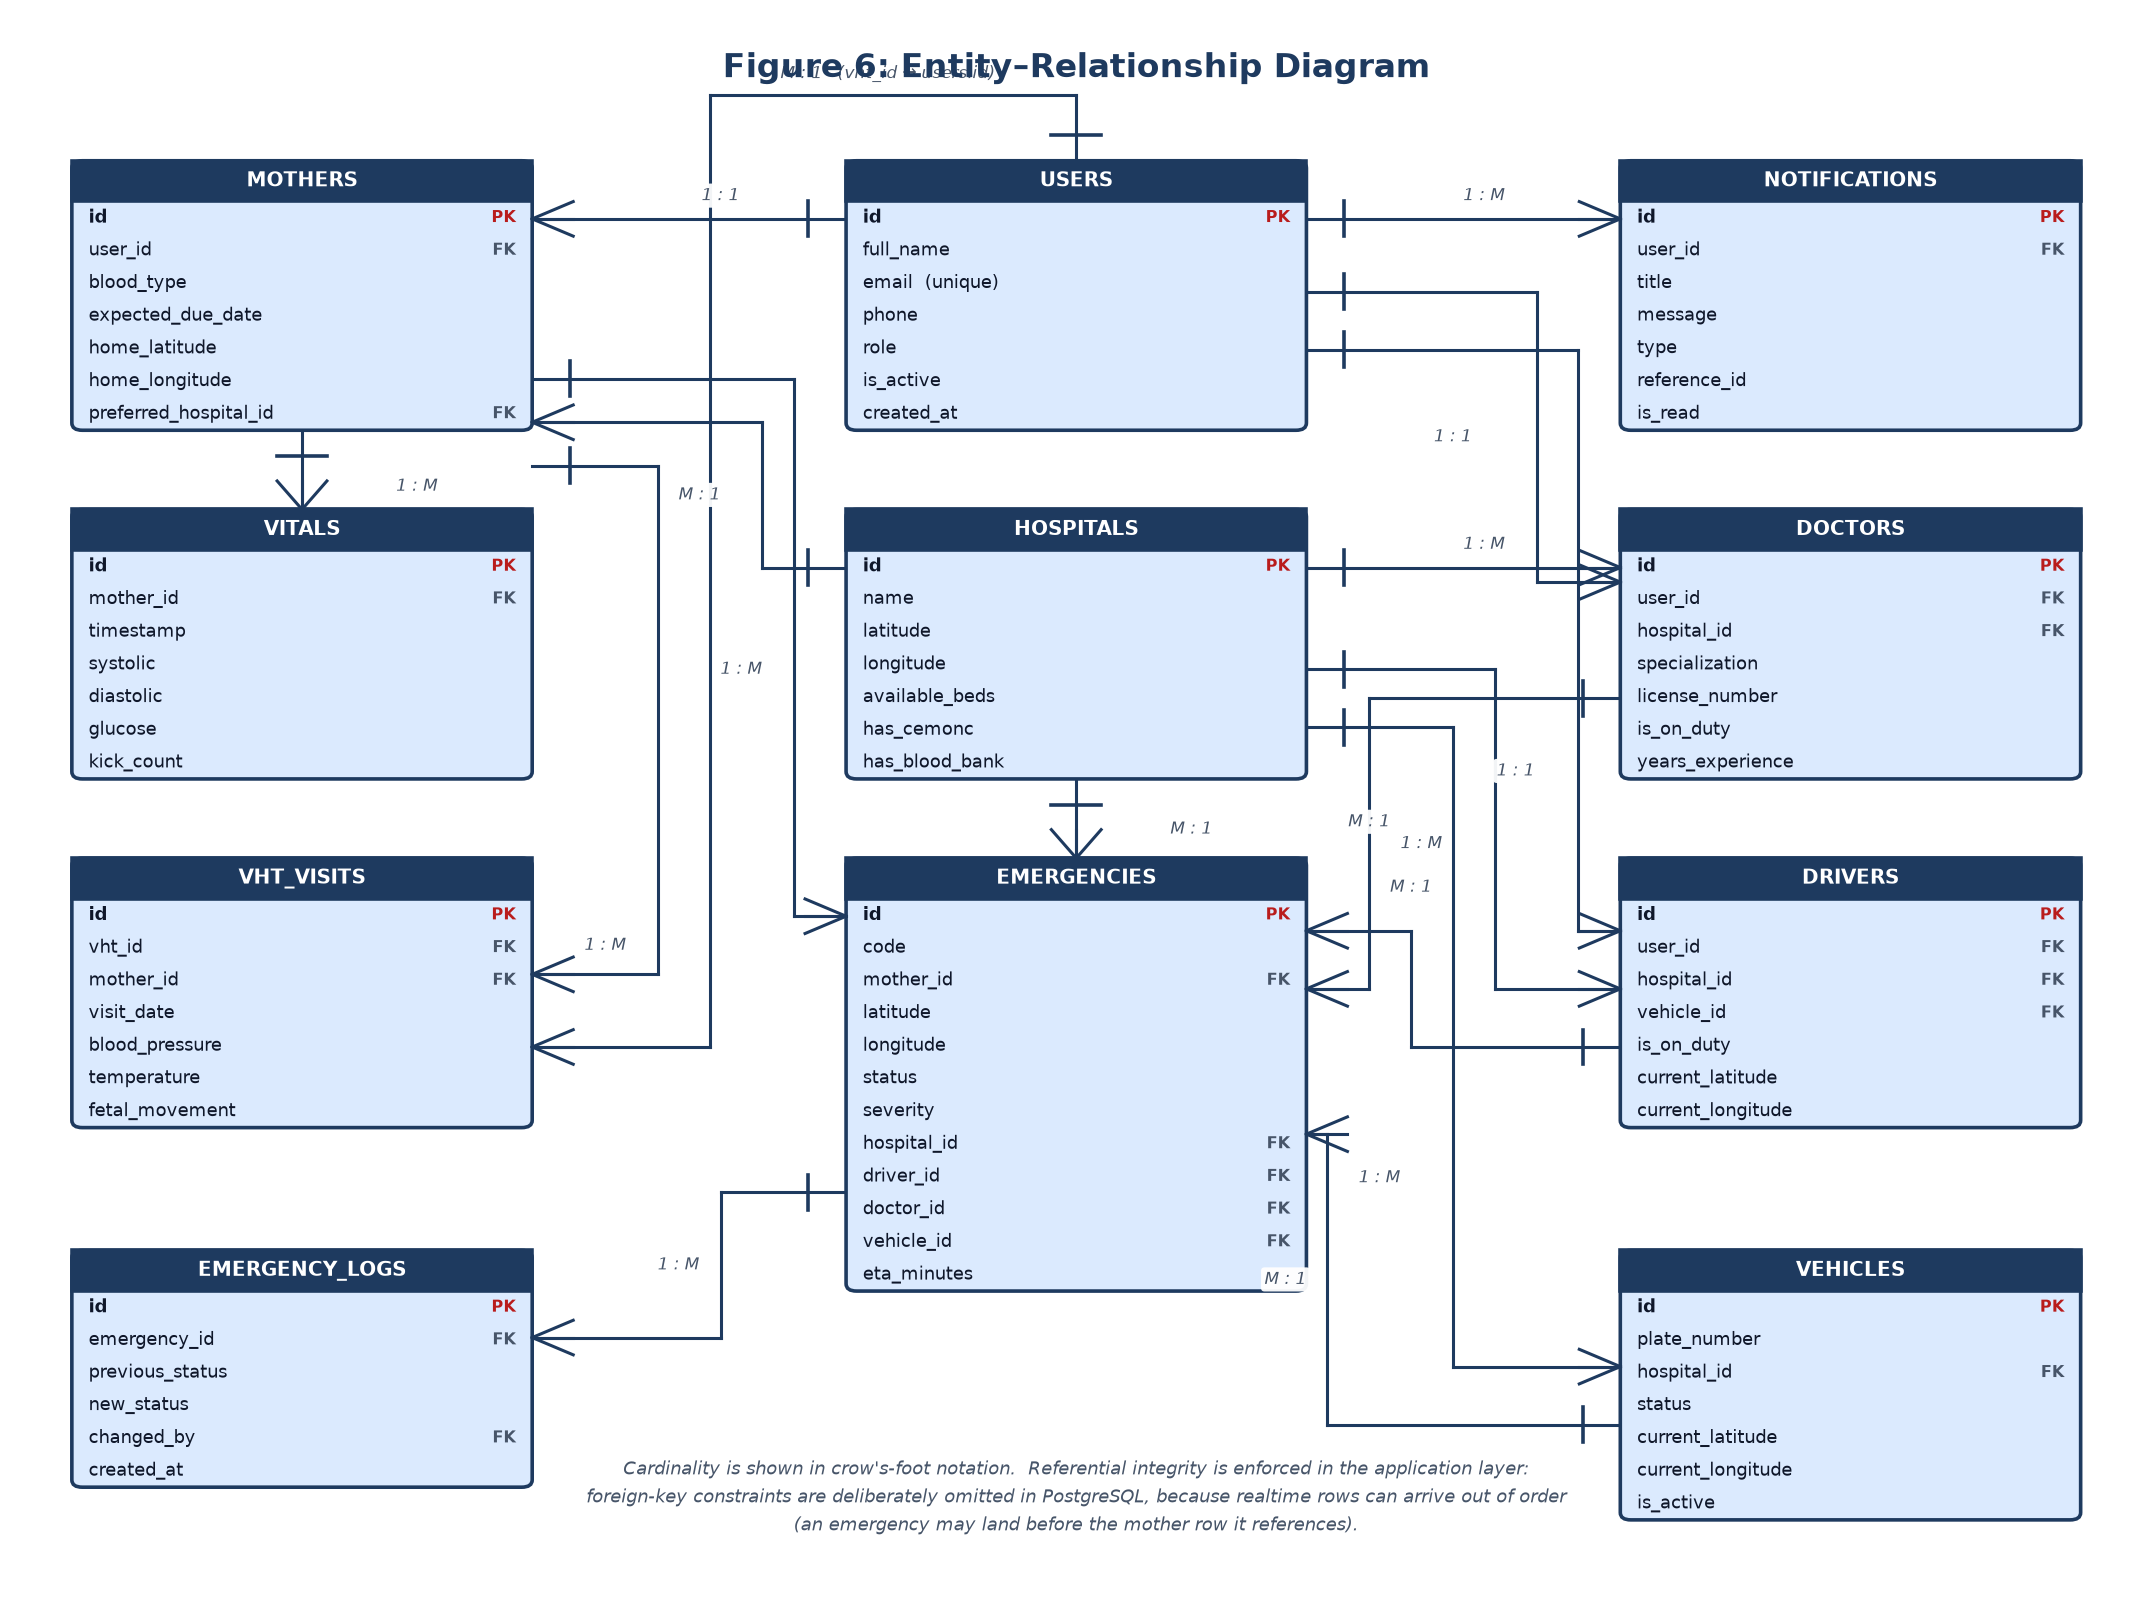 Figure 6: Entity–Relationship Diagram
M : 1 (vht_id → users.id)
MOTHERS
id PK
user_id FK
blood_type
expected_due_date
home_latitude
home_longitude
preferred_hospital_id FK
1 : 1
USERS
id PK
full_name
email (unique)
phone
role
is_active
created_at
1 : M
NOTIFICATIONS
id PK
user_id FK
title
message
type
reference_id
is_read
1 : 1
1 : M
M : 1
VITALS
id PK
mother_id FK
timestamp
systolic
diastolic
glucose
kick_count
1 : M
HOSPITALS
id PK
name
latitude
longitude
available_beds
has_cemonc
has_blood_bank
1 : M
DOCTORS
id PK
user_id FK
hospital_id FK
specialization
license_number
is_on_duty
years_experience
1 : 1
M : 1
M : 1
1 : M
M : 1
VHT_VISITS
id PK
vht_id FK
mother_id FK
visit_date
blood_pressure
temperature
fetal_movement
1 : M
EMERGENCIES
id PK
code
mother_id FK
latitude
longitude
status
severity
hospital_id FK
driver_id FK
doctor_id FK
vehicle_id FK
eta_minutes
M : 1
DRIVERS
id PK
user_id FK
hospital_id FK
vehicle_id FK
is_on_duty
current_latitude
current_longitude
1 : M
1 : M
EMERGENCY_LOGS
id PK
emergency_id FK
previous_status
new_status
changed_by FK
created_at
VEHICLES
id PK
plate_number
hospital_id FK
status
current_latitude
current_longitude
is_active
Cardinality is shown in crow's-foot notation. Referential integrity is enforced in the application layer:
foreign-key constraints are deliberately omitted in PostgreSQL, because realtime rows can arrive out of order
(an emergency may land before the mother row it references).